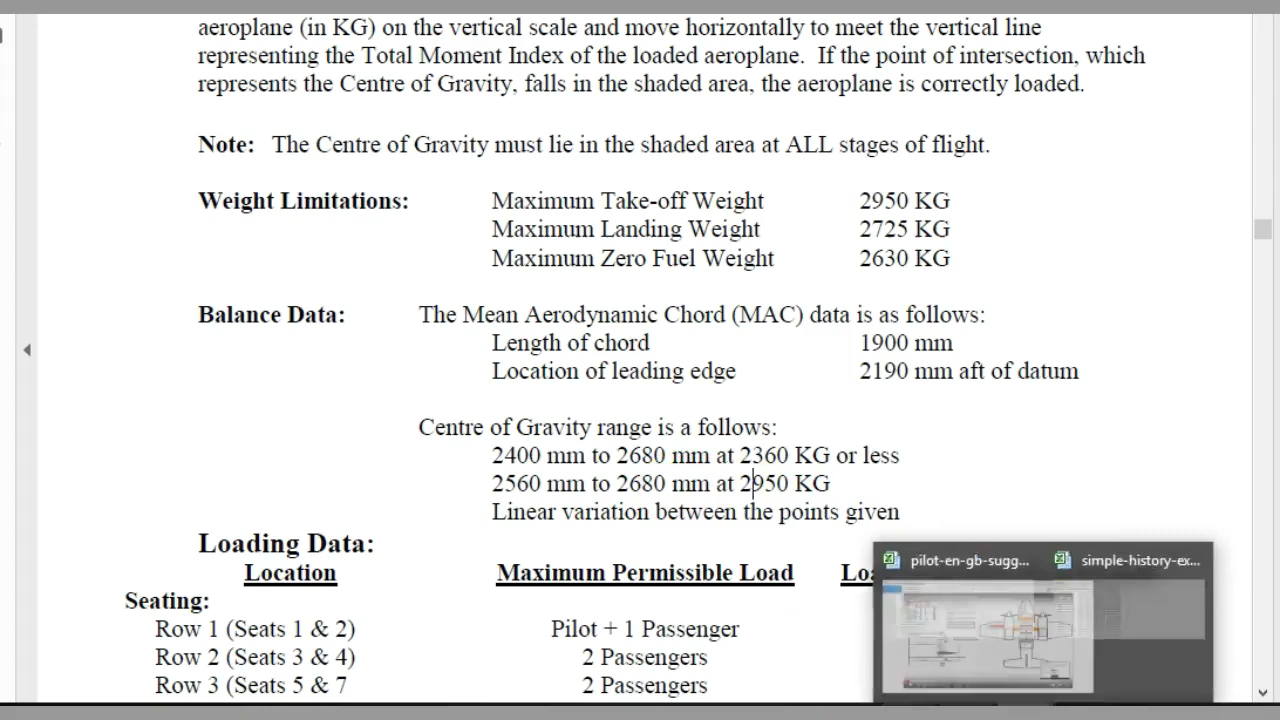 aeroplane (in KG) on the vertical scale and move horizontally to meet the vertical line
representing the Total Moment Index of the loaded aeroplane. If the point of intersection, which
represents the Centre of Gravity, falls in the shaded area, the aeroplane is correctly loaded.
Note: The Centre of Gravity must lie in the shaded area at ALL stages of flight.
Weight Limitations: Maximum Take-off Weight 2950 KG
Maximum Landing Weight 2725 KG
Maximum Zero Fuel Weight 2630 KG
Balance Data: The Mean Aerodynamic Chord (MAC) data is as follows:
Length of chord 1900 mm
Location of leading edge 2190 mm aft of datum
Centre of Gravity range is a follows:
2400 mm to 2680 mm at 2360 KG or less
2560 mm to 2680 mm at 2950 KG
Linear variation between the points given
Loading Data:
Location Maximum Permissible Load
Seating:
Row 1 (Seats 1 & 2) Pilot + 1 Passenger
Row 2 (Seats 3 & 4) 2 Passengers
Row 3 (Seats 5 & 7 2 Passengers
pilot-en-gb-sugg... simple-history-ex...